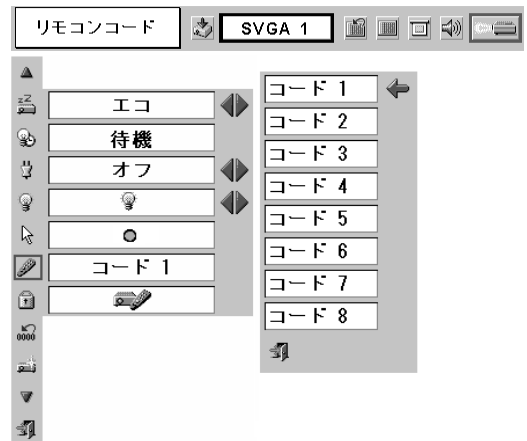 リモコンコード
SVGA 1
エコ
待機
オフ
コード 1
コード 1
コード 2
コード 3
コード 4
コード 5
コード 6
コード 7
コード 8
zZ
0000